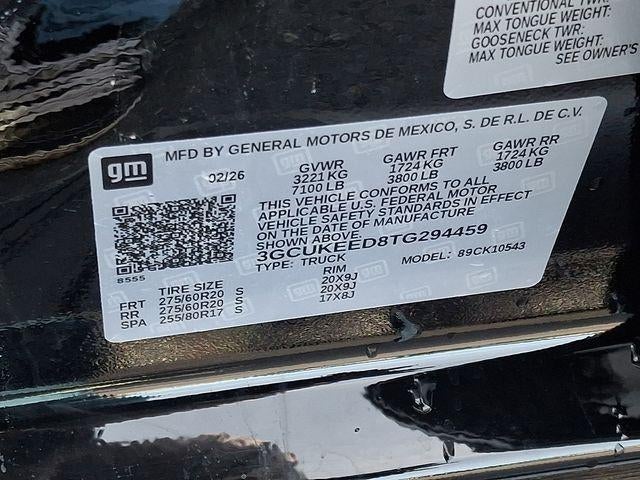 CONVENTIONAL TWR:
MAX TONGUE WEIGHT:
GOOSENECK TWR:
MAX TONGUE WEIGHT:
SEE OWNER'S
gm
MFD BY GENERAL MOTORS DE MEXICO, S. DE R.L. DE C.V.
02/26
GVWR GAWR FRT GAWR RR
3221 KG 1724 KG 1724 KG
7100 LB 3800 LB 3800 LB
THIS VEHICLE CONFORMS TO ALL
APPLICABLE U.S. FEDERAL MOTOR
VEHICLE SAFETY STANDARDS IN EFFECT
ON THE DATE OF MANUFACTURE
SHOWN ABOVE
3GCUKEED8TG294459
TYPE: TRUCK MODEL: 89CK10543
8555
TIRE SIZE RIM
FRT 275/60R20 S 20X9J
RR 275/60R20 S 20X9J
SPA 255/80R17 S 17X8J